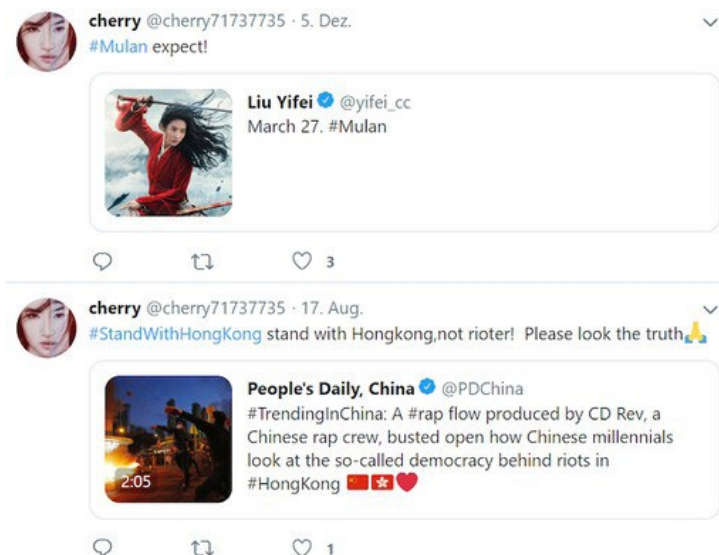 cherry @cherry71737735 · 5. Dez.
#Mulan expect!
Liu Yifei @yifei_cc
March 27. #Mulan
3
cherry @cherry71737735 · 17. Aug.
#StandWithHongKong stand with Hongkong,not rioter! Please look the truth🙏
People's Daily, China @PDChina
#TrendingInChina: A #rap flow produced by CD Rev, a
Chinese rap crew, busted open how Chinese millennials
look at the so-called democracy behind riots in
#HongKong 🇨🇳🇭🇰❤️
2:05
1